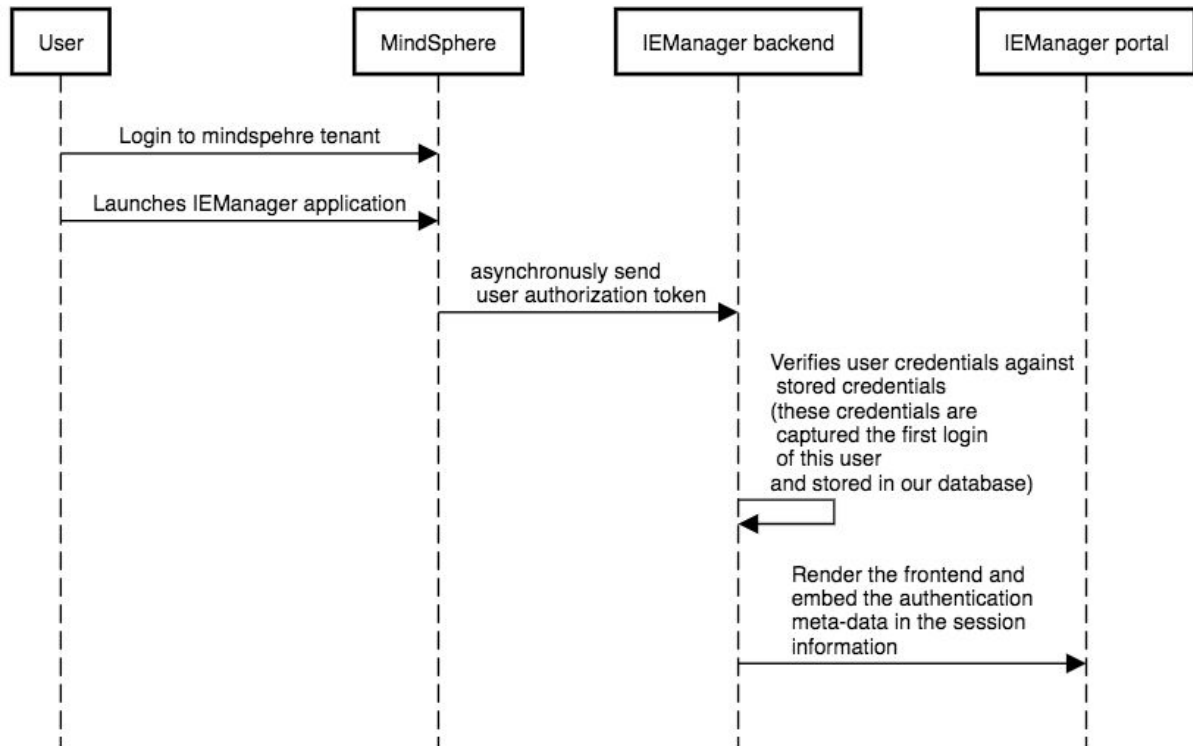 User
MindSphere
IEManager backend
IEManager portal
Login to mindspehre tenant
Launches IEManager application
asynchronusly send
user authorization token
Verifies user credentials against
stored credentials
(these credentials are
captured the first login
of this user
and stored in our database)
Render the frontend and
embed the authentication
meta-data in the session
information